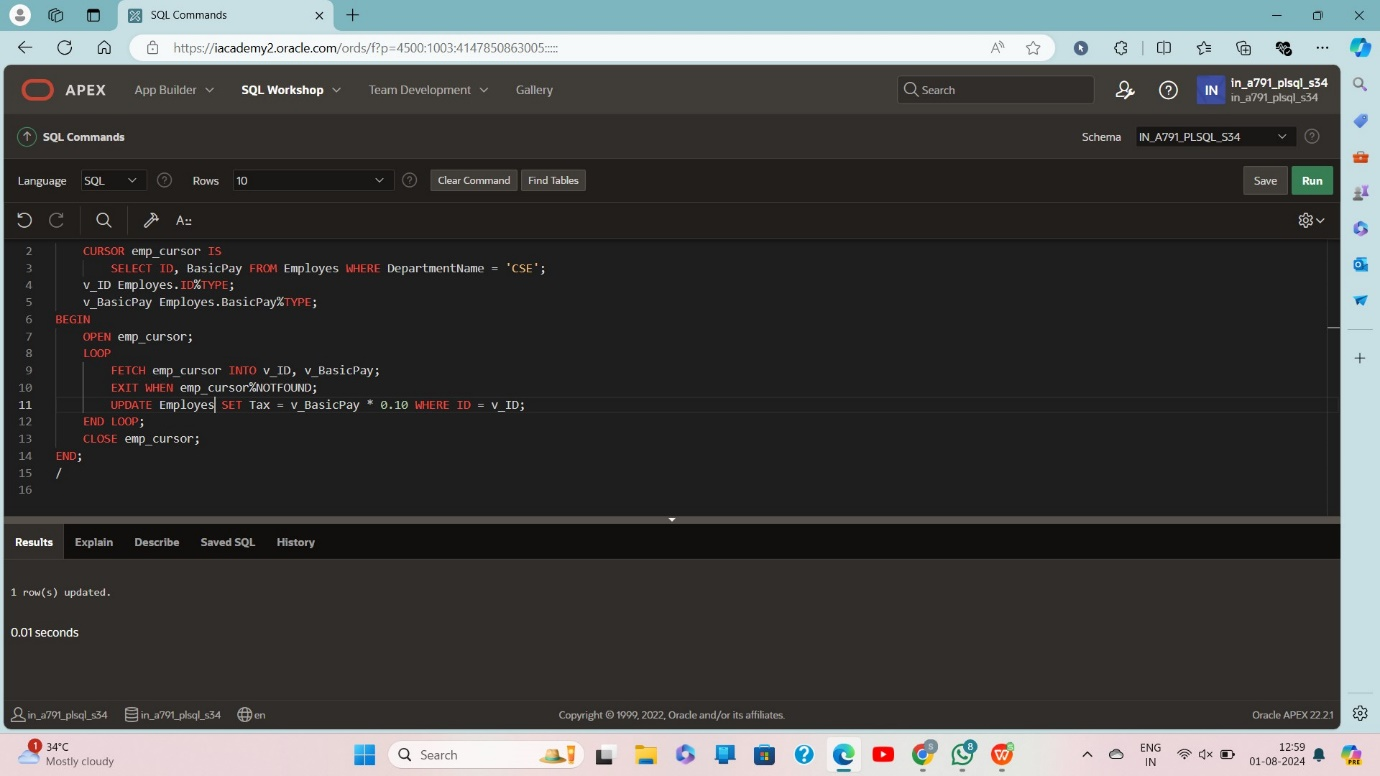 SQL Commands
https://iacademy2.oracle.com/ords/f?p=4500:1003:4147850863005:::::
APEX App Builder SQL Workshop Team Development Gallery Search IN in_a791_plsql_s34
in_a791_plsql_s34
SQL Commands Schema IN_A791_PLSQL_S34
Language SQL Rows 10 Clear Command Find Tables Save Run
A::
2 CURSOR emp_cursor IS
3 SELECT ID, BasicPay FROM Employes WHERE DepartmentName = 'CSE';
4 v_ID Employes.ID%TYPE;
5 v_BasicPay Employes.BasicPay%TYPE;
6 BEGIN
7 OPEN emp_cursor;
8 LOOP
9 FETCH emp_cursor INTO v_ID, v_BasicPay;
10 EXIT WHEN emp_cursor%NOTFOUND;
11 UPDATE Employes SET Tax = v_BasicPay * 0.10 WHERE ID = v_ID;
12 END LOOP;
13 CLOSE emp_cursor;
14 END;
15 /
16
Results Explain Describe Saved SQL History
1 row(s) updated.
0.01 seconds
in_a791_plsql_s34 in_a791_plsql_s34 en Copyright © 1999, 2022, Oracle and/or its affiliates. Oracle APEX 22.2.1
1 34°C
Mostly cloudy
Search
S
8
ENG
IN
12:59
01-08-2024
PRE